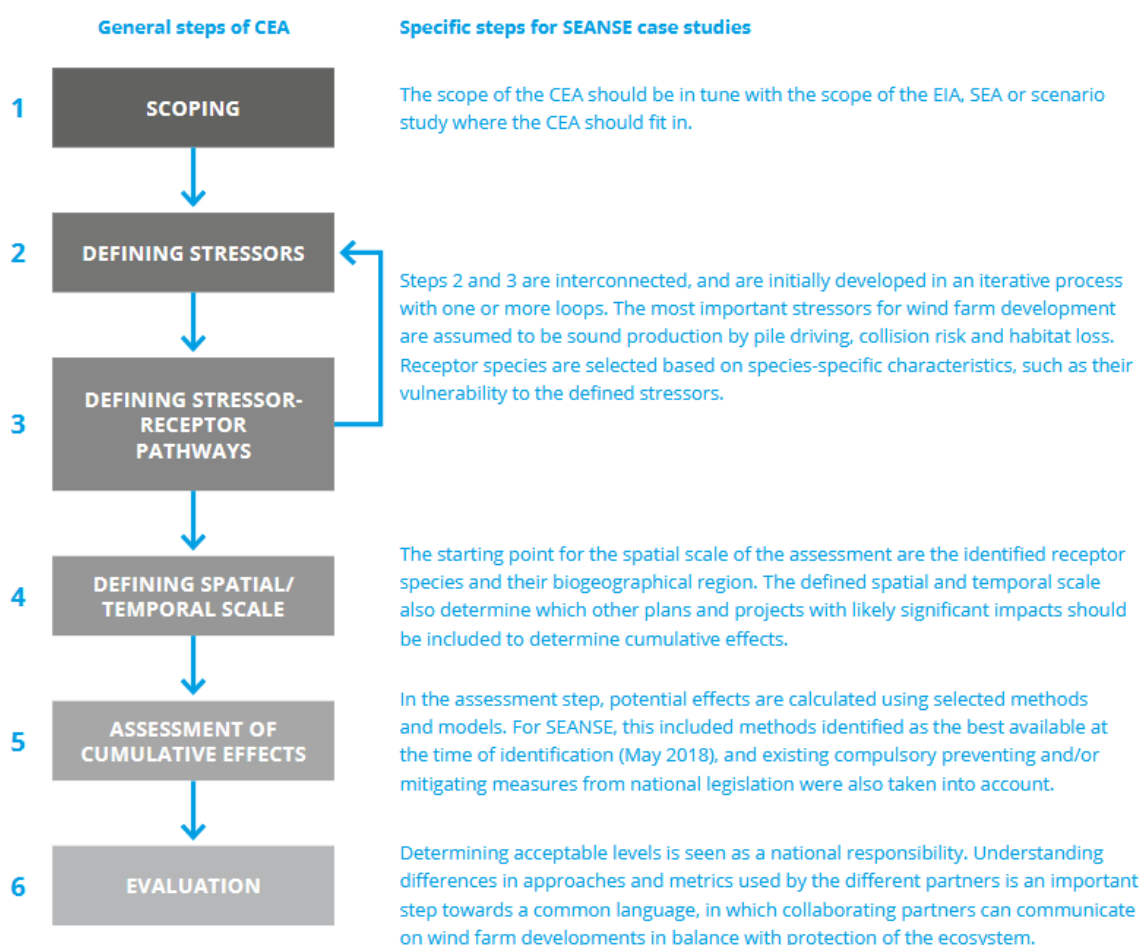 General steps of CEA
Specific steps for SEANSE case studies
1
SCOPING
The scope of the CEA should be in tune with the scope of the EIA, SEA or scenario
study where the CEA should fit in.
2
DEFINING STRESSORS
Steps 2 and 3 are interconnected, and are initially developed in an iterative process
with one or more loops. The most important stressors for wind farm development
are assumed to be sound production by pile driving, collision risk and habitat loss.
Receptor species are selected based on species-specific characteristics, such as their
vulnerability to the defined stressors.
3
DEFINING STRESSOR-
RECEPTOR
PATHWAYS
4
DEFINING SPATIAL/
TEMPORAL SCALE
The starting point for the spatial scale of the assessment are the identified receptor
species and their biogeographical region. The defined spatial and temporal scale
also determine which other plans and projects with likely significant impacts should
be included to determine cumulative effects.
5
ASSESSMENT OF
CUMULATIVE EFFECTS
In the assessment step, potential effects are calculated using selected methods
and models. For SEANSE, this included methods identified as the best available at
the time of identification (May 2018), and existing compulsory preventing and/or
mitigating measures from national legislation were also taken into account.
6
EVALUATION
Determining acceptable levels is seen as a national responsibility. Understanding
differences in approaches and metrics used by the different partners is an important
step towards a common language, in which collaborating partners can communicate
on wind farm developments in balance with protection of the ecosystem.